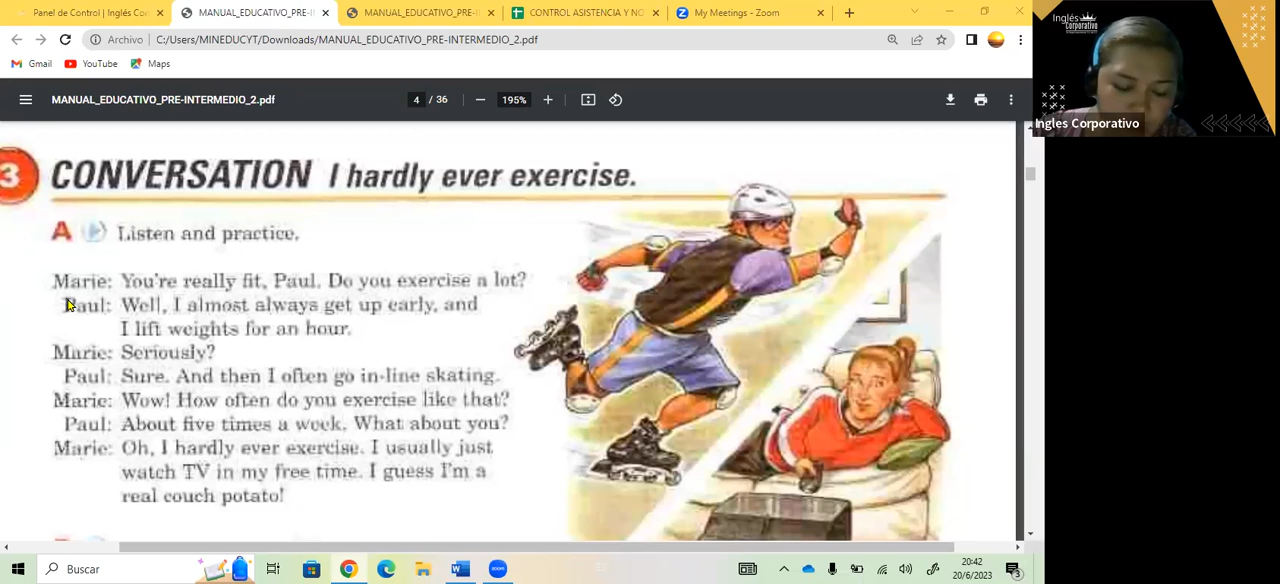 Panel de Control | Inglés Co
MANUAL_EDUCATIVO_PRE-I
MANUAL_EDUCATIVO_PRE-I
CONTROL ASISTENCIA Y NO
My Meetings - Zoom
Archivo
C:/Users/MINEDUCYT/Downloads/MANUAL_EDUCATIVO_PRE-INTERMEDIO_2.pdf
Gmail
YouTube
Maps
MANUAL_EDUCATIVO_PRE-INTERMEDIO_2.pdf
4 / 36
195%
Inglés
Corporativo
Ingles Corporativo
3 CONVERSATION I hardly ever exercise.
A Listen and practice.
Marie: You're really fit, Paul. Do you exercise a lot?
Paul: Well, I almost always get up early, and
I lift weights for an hour.
Marie: Seriously?
Paul: Sure. And then I often go in-line skating.
Marie: Wow! How often do you exercise like that?
Paul: About five times a week. What about you?
Marie: Oh, I hardly ever exercise. I usually just
watch TV in my free time. I guess I'm a
real couch potato!
Buscar
zoom
20:42
20/6/2023
3